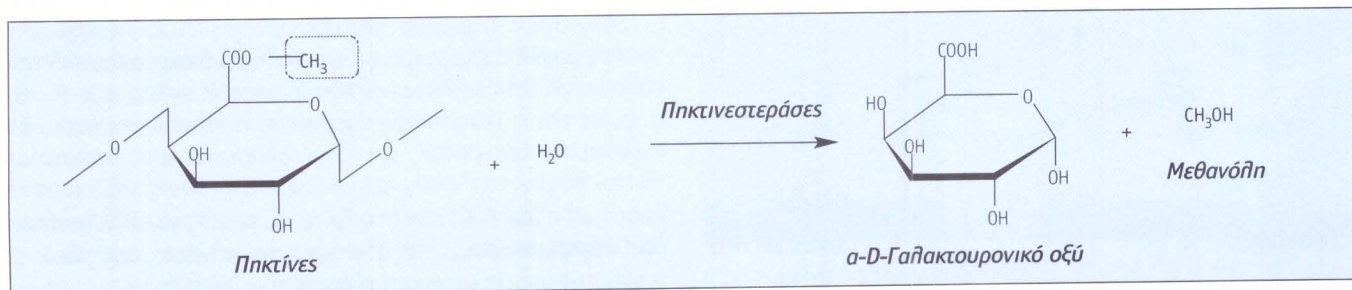 COO CH₃
O
O
OH
O
OH
Πηκτίνες
+ H₂O
Πηκτινεστεράσες
COOH
HO
O
OH
OH
OH
α-D-Γαλακτουρονικό οξύ
+
CH₃OH
Μεθανόλη